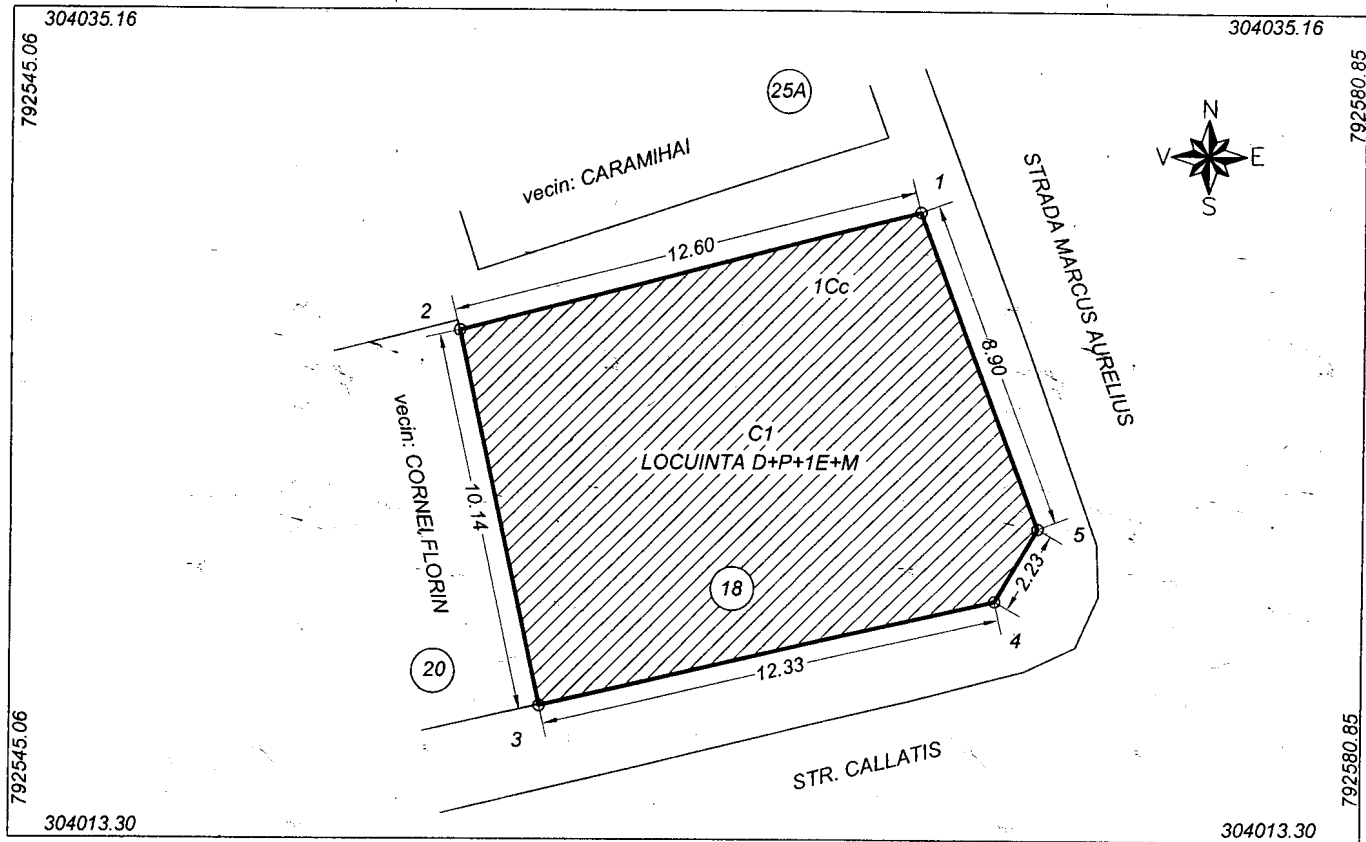 304035.16
304035.16
792545.06
792580.85
25A
N
V
E
S
vecin: CARAMIHAI
STRADA MARCUS AURELIUS
1
12.60
1Cc
2
8.90
vecin: CORNEL FLORIN
C1
LOCUINTA D+P+1E+M
10.14
5
2.23
18
4
20
12.33
3
STR. CALLATIS
792545.06
792580.85
304013.30
304013.30